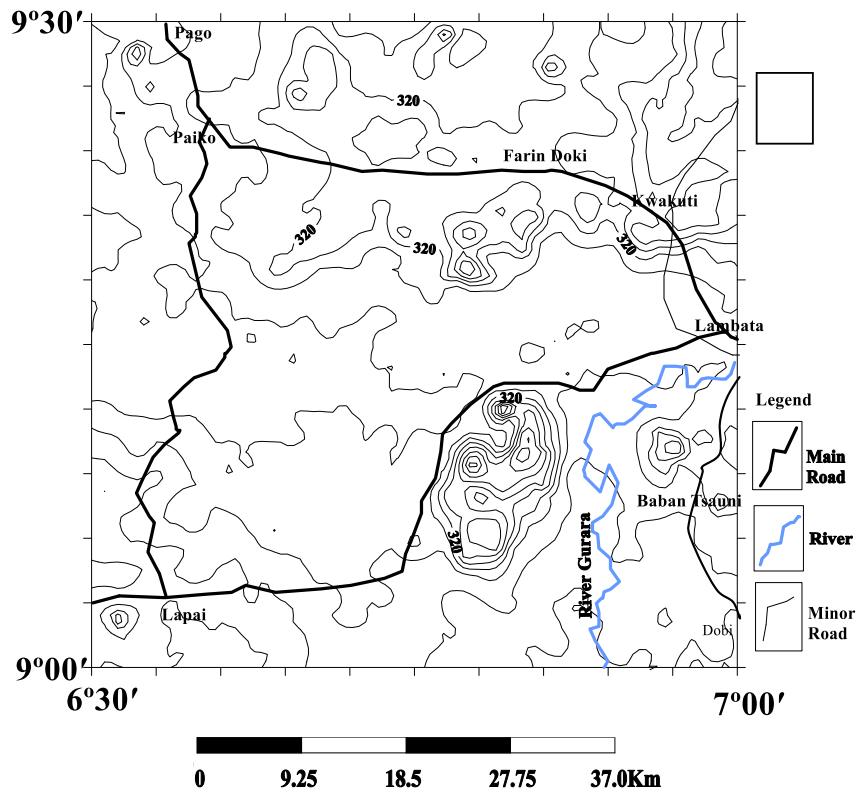 9º30′
Pago
320
Paiko
Farin Doki
Kwakuti
320
320
320
Lambata
320
Legend
Main
Road
Baban Tsauni
320
River Gurara
River
Lapai
Dobi
Minor
Road
9º00′
6º30′
7º00′
0
9.25
18.5
27.75
37.0Km